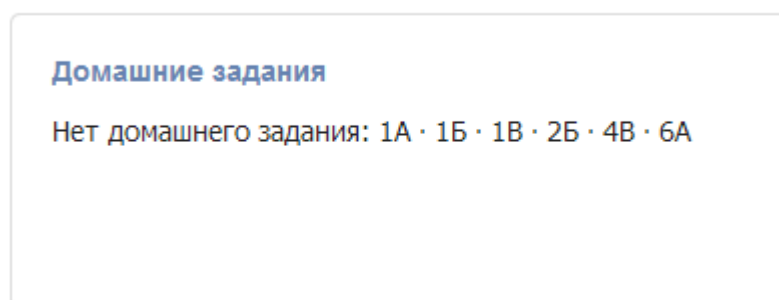 Домашние задания
Нет домашнего задания: 1А · 1Б · 1В · 2Б · 4В · 6А